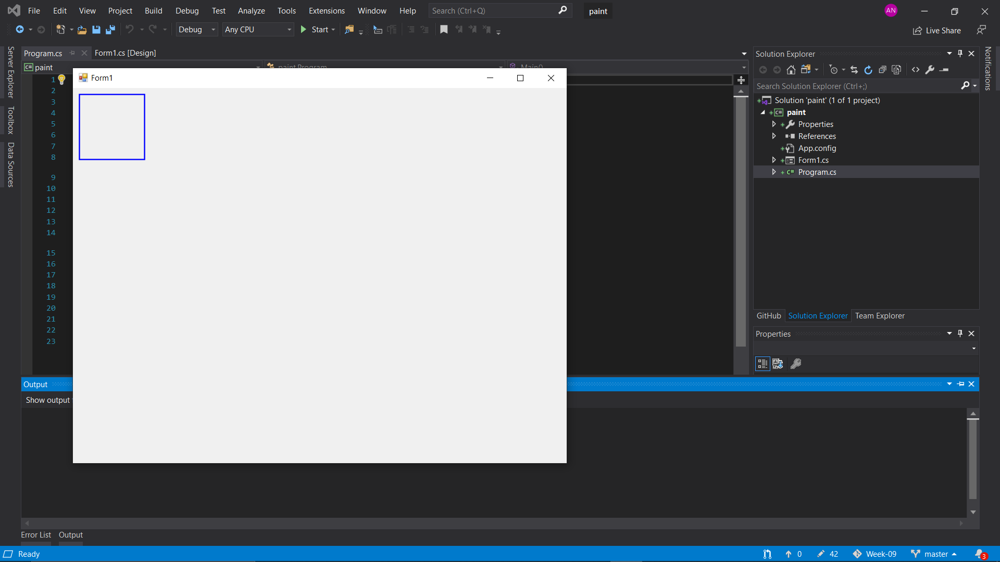 File Edit View Project Build Debug Test Analyze Tools Extensions Window Help Search (Ctrl+Q) paint AN
Debug Any CPU Start Live Share
Program.cs Form1.cs [Design]
paint paint.Program Main()
Form1
1
2
3
4
5
6
7
8
9
10
11
12
13
14
15
16
17
18
19
20
21
22
23
Server Explorer
Toolbox
Data Sources
Solution Explorer
Search Solution Explorer (Ctrl+;)
Solution 'paint' (1 of 1 project)
C# paint
Properties
References
App.config
Form1.cs
C# Program.cs
GitHub Solution Explorer Team Explorer
Properties
Notifications
Output
Show output
Error List Output
Ready 0 42 Week-09 master 3